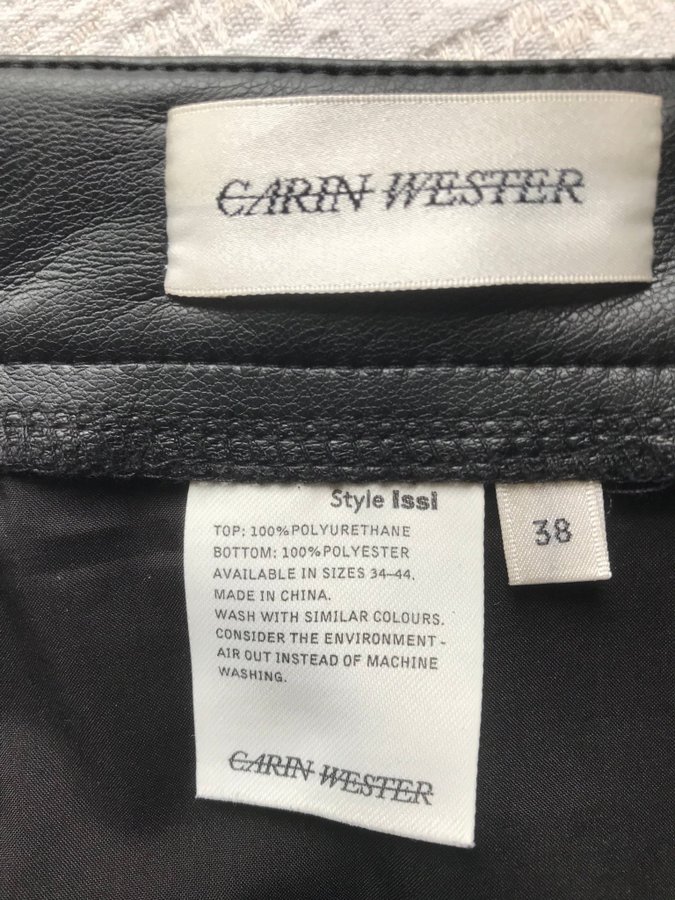 CARIN WESTER
Style Issi
TOP: 100%POLYURETHANE
BOTTOM: 100%POLYESTER
AVAILABLE IN SIZES 34–44.
MADE IN CHINA.
WASH WITH SIMILAR COLOURS.
CONSIDER THE ENVIRONMENT -
AIR OUT INSTEAD OF MACHINE
WASHING.
CARIN WESTER
38